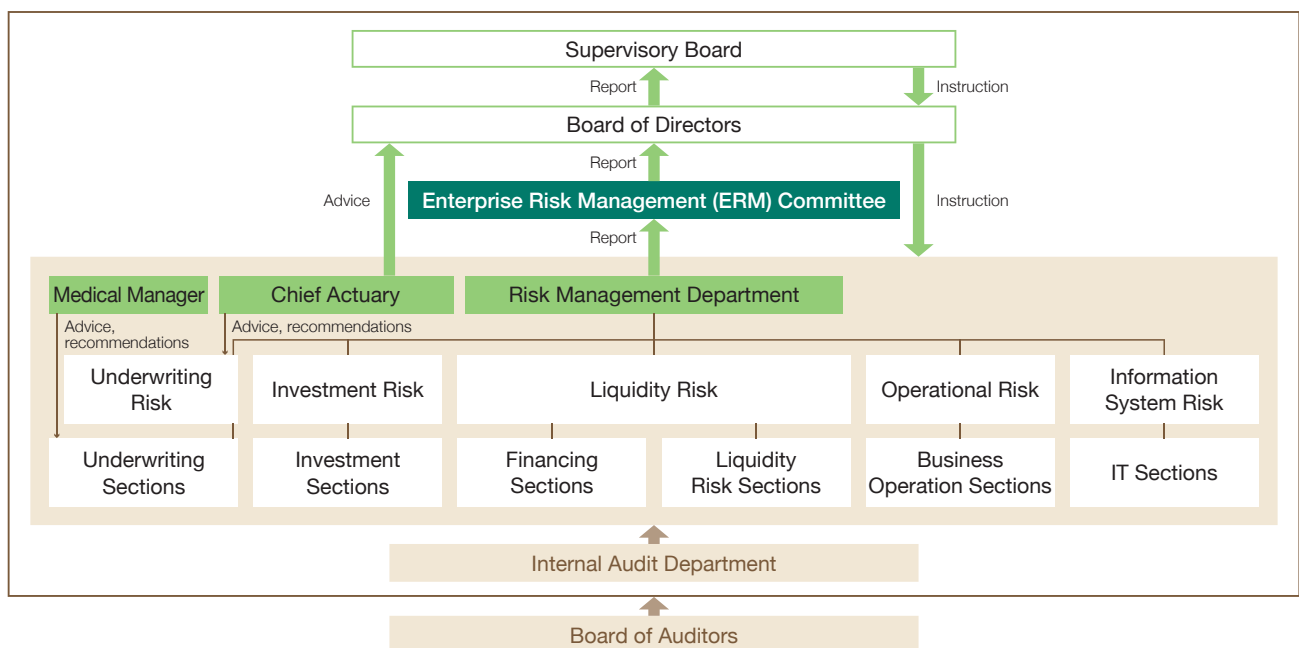 Supervisory Board
Report
Instruction
Board of Directors
Report
Advice
Enterprise Risk Management (ERM) Committee
Instruction
Report
Medical Manager
Chief Actuary
Risk Management Department
Advice,
recommendations
Advice, recommendations
Underwriting
Risk
Investment Risk
Liquidity Risk
Operational Risk
Information
System Risk
Underwriting
Sections
Investment
Sections
Financing
Sections
Liquidity
Risk Sections
Business
Operation Sections
IT Sections
Internal Audit Department
Board of Auditors